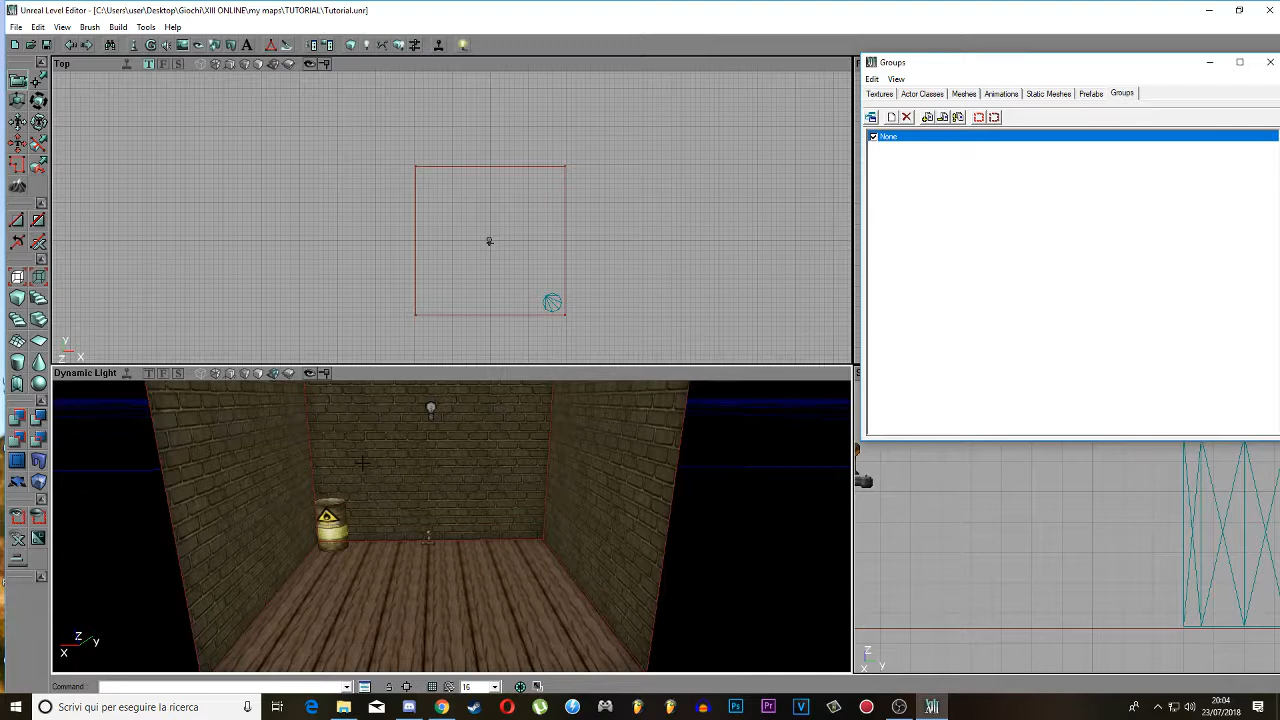 Unreal Level Editor - [C:\Users\user\Desktop\Giochi\XIII ONLINE\my maps\TUTORIAL\Tutorial.unr]
File Edit View Brush Build Tools Help
Top
T F S
Groups
Edit View
Textures Actor Classes Meshes Animations Static Meshes Prefabs Groups
None
y
Z X
Dynamic Light
T F S
Z
y
X
Z
X y
Command:
16
Scrivi qui per eseguire la ricerca
20:04
23/07/2018